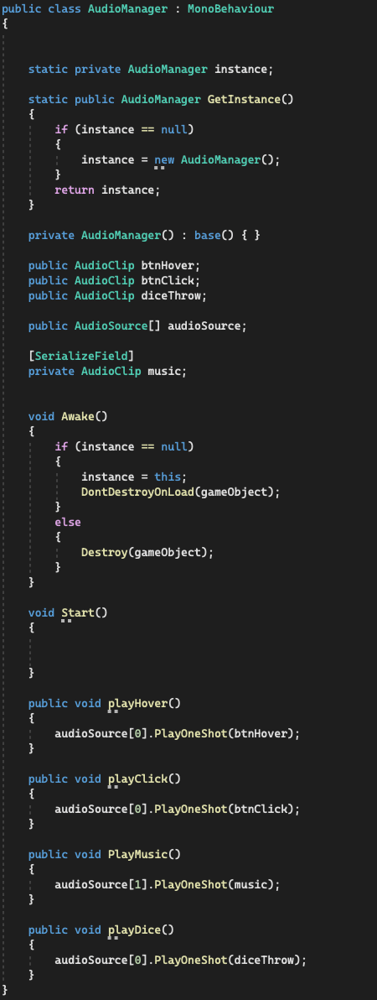 public class AudioManager : MonoBehaviour
{
static private AudioManager instance;
static public AudioManager GetInstance()
{
if (instance == null)
{
instance = new AudioManager();
}
return instance;
}
private AudioManager() : base() { }
public AudioClip btnHover;
public AudioClip btnClick;
public AudioClip diceThrow;
public AudioSource[] audioSource;
[SerializeField]
private AudioClip music;
void Awake()
{
if (instance == null)
{
instance = this;
DontDestroyOnLoad(gameObject);
}
else
{
Destroy(gameObject);
}
}
void Start()
{
}
public void playHover()
{
audioSource[0].PlayOneShot(btnHover);
}
public void playClick()
{
audioSource[0].PlayOneShot(btnClick);
}
public void PlayMusic()
{
audioSource[1].PlayOneShot(music);
}
public void playDice()
{
audioSource[0].PlayOneShot(diceThrow);
}
}